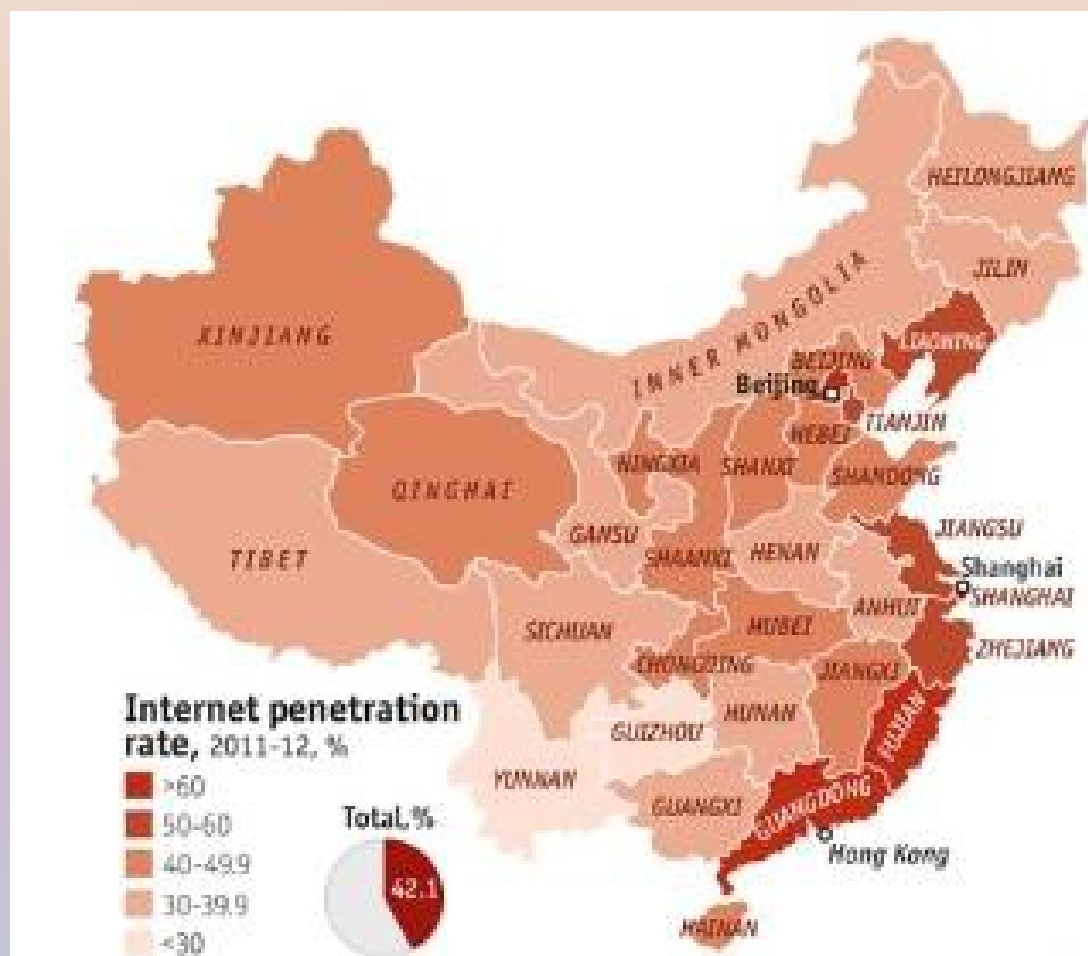 HEILONGJIANG
JILIN
XINJIANG
INNER MONGOLIA
LIAONING
BEIJING
Beijing
TIANJIN
HEBEI
NINGXIA
SHANXI
SHANDONG
QINGHAI
GANSU
JIANGSU
TIBET
SHAANXI
HENAN
Shanghai
SHANGHAI
ANHUI
SICHUAN
HUBEI
ZHEJIANG
CHONGQING
JIANGXI
Internet penetration
rate, 2011-12, %
GUIZHOU
HUNAN
FUJIAN
YUNNAN
>60
50-60
40-49.9
30-39.9
<30
GUANGXI
GUANGDONG
Total, %
42.1
Hong Kong
HAINAN